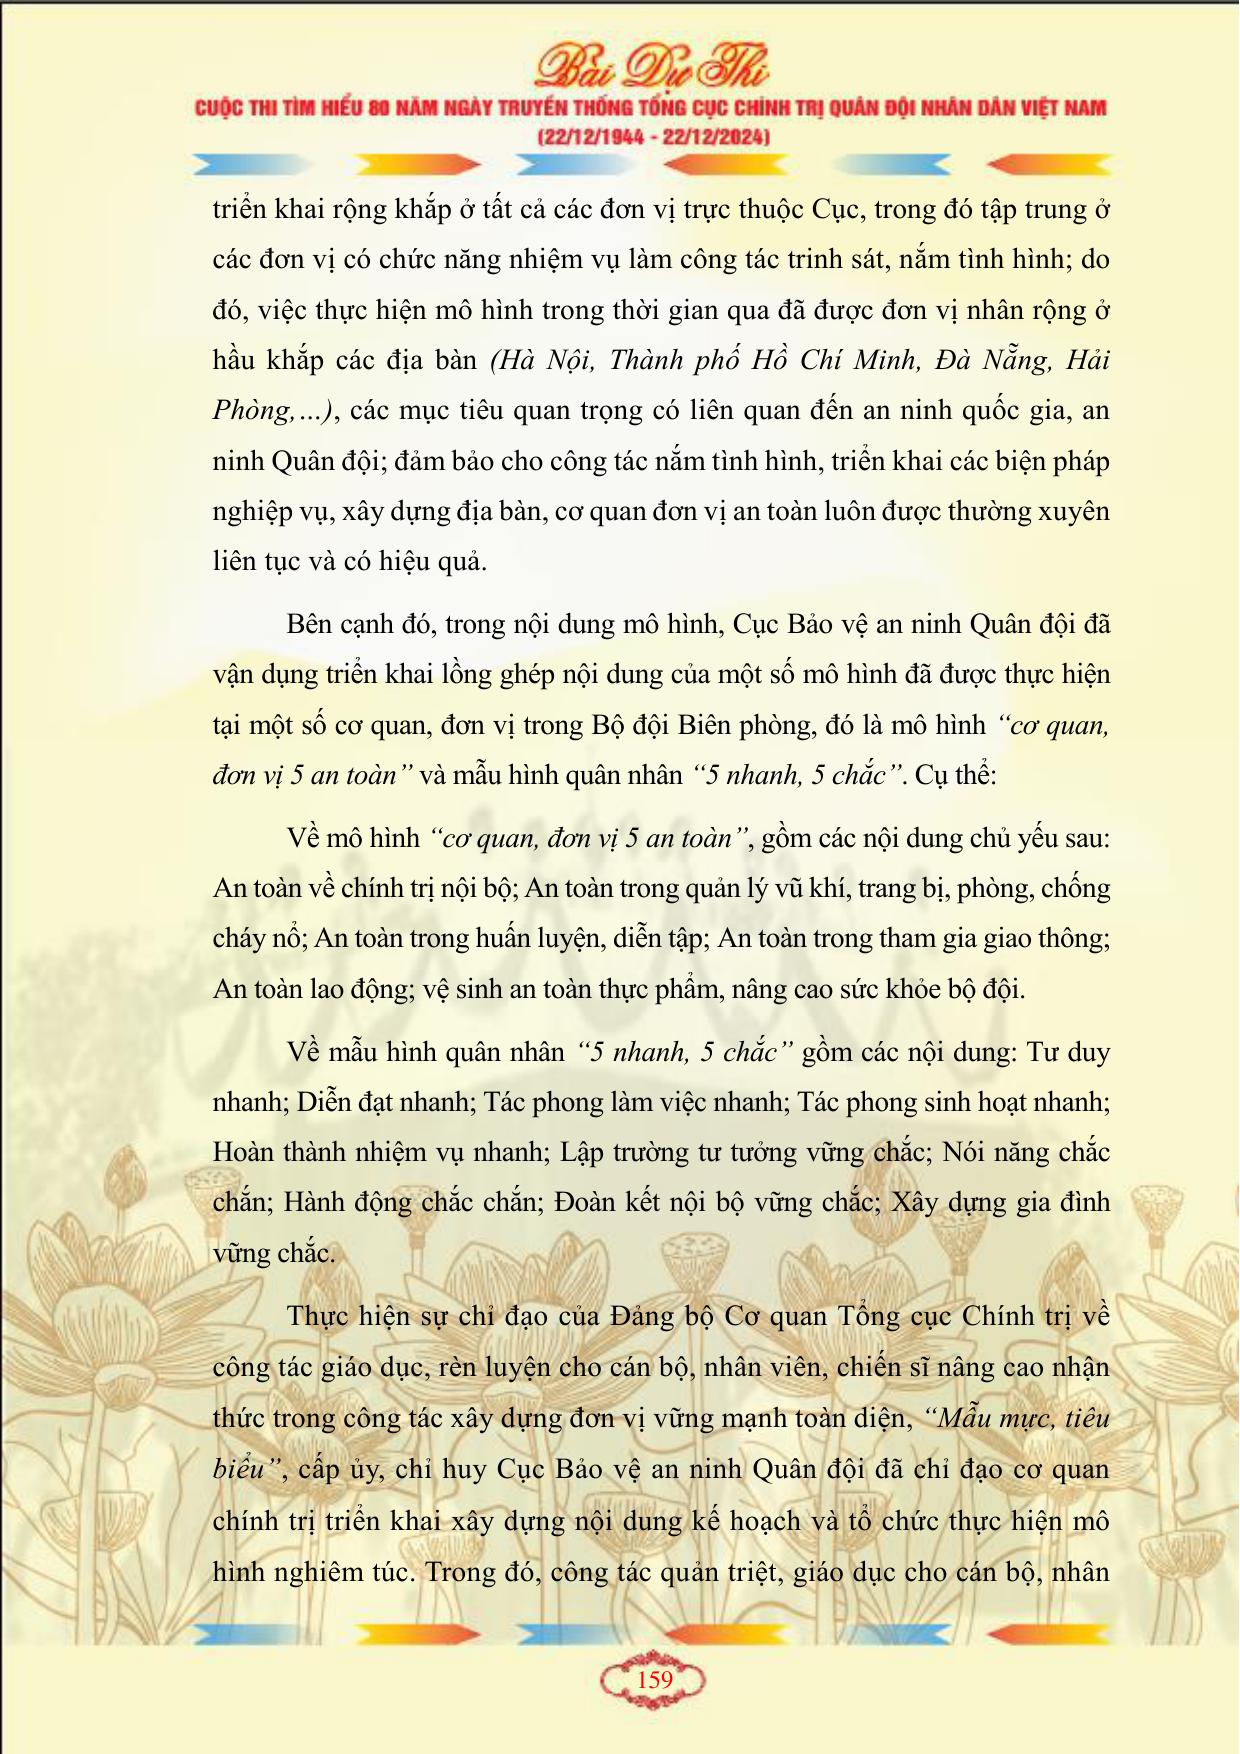 Bài Dự Thi
CUỘC THI TÌM HIỂU 80 NĂM NGÀY TRUYỀN THỐNG TỔNG CỤC CHÍNH TRỊ QUÂN ĐỘI NHÂN DÂN VIỆT NAM
(22/12/1944 - 22/12/2024)
triển khai rộng khắp ở tất cả các đơn vị trực thuộc Cục, trong đó tập trung ở
các đơn vị có chức năng nhiệm vụ làm công tác trinh sát, nắm tình hình; do
đó, việc thực hiện mô hình trong thời gian qua đã được đơn vị nhân rộng ở
hầu khắp các địa bàn (Hà Nội, Thành phố Hồ Chí Minh, Đà Nẵng, Hải
Phòng,…), các mục tiêu quan trọng có liên quan đến an ninh quốc gia, an
ninh Quân đội; đảm bảo cho công tác nắm tình hình, triển khai các biện pháp
nghiệp vụ, xây dựng địa bàn, cơ quan đơn vị an toàn luôn được thường xuyên
liên tục và có hiệu quả.
Bên cạnh đó, trong nội dung mô hình, Cục Bảo vệ an ninh Quân đội đã
vận dụng triển khai lồng ghép nội dung của một số mô hình đã được thực hiện
tại một số cơ quan, đơn vị trong Bộ đội Biên phòng, đó là mô hình “cơ quan,
đơn vị 5 an toàn” và mẫu hình quân nhân “5 nhanh, 5 chắc”. Cụ thể:
Về mô hình “cơ quan, đơn vị 5 an toàn”, gồm các nội dung chủ yếu sau:
An toàn về chính trị nội bộ; An toàn trong quản lý vũ khí, trang bị, phòng, chống
cháy nổ; An toàn trong huấn luyện, diễn tập; An toàn trong tham gia giao thông;
An toàn lao động; vệ sinh an toàn thực phẩm, nâng cao sức khỏe bộ đội.
Về mẫu hình quân nhân “5 nhanh, 5 chắc” gồm các nội dung: Tư duy
nhanh; Diễn đạt nhanh; Tác phong làm việc nhanh; Tác phong sinh hoạt nhanh;
Hoàn thành nhiệm vụ nhanh; Lập trường tư tưởng vững chắc; Nói năng chắc
chắn; Hành động chắc chắn; Đoàn kết nội bộ vững chắc; Xây dựng gia đình
vững chắc.
Thực hiện sự chỉ đạo của Đảng bộ Cơ quan Tổng cục Chính trị về
công tác giáo dục, rèn luyện cho cán bộ, nhân viên, chiến sĩ nâng cao nhận
thức trong công tác xây dựng đơn vị vững mạnh toàn diện, “Mẫu mực, tiêu
biểu”, cấp ủy, chỉ huy Cục Bảo vệ an ninh Quân đội đã chỉ đạo cơ quan
chính trị triển khai xây dựng nội dung kế hoạch và tổ chức thực hiện mô
hình nghiêm túc. Trong đó, công tác quản triệt, giáo dục cho cán bộ, nhân
159